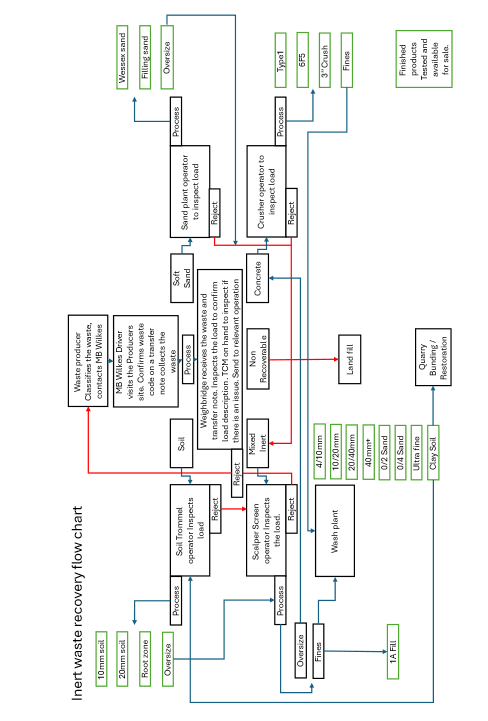 Inert waste recovery flow chart
Waste producer
Classifies the waste,
contacts MB Wilkes
MB Wilkes Driver
visits the Producers
site. Confirms waste
code on a transfer
note collects the
waste
Process
Weighbridge receives the waste and
transfer note. Inspects the load to confirm
load description. TCM on hand to inspect if
there is an issue. Send to relevant operation
Reject
Soil
Mixed
Inert
Non
Recoverable
Concrete
Soft
Sand
Land fill
10mm soil
20mm soil
Root zone
Oversize
Process
Soil Trommel
operator Inspects
load
Reject
Process
Scalper Screen
operator Inspects
the load.
Reject
Oversize
Fines
1A Fill
Wash plant
4/10mm
10/20mm
20/40mm
40mm+
0/2 Sand
0/4 Sand
Ultra fine
Clay Soil
Quarry
Bunding /
Restoration
Wessex sand
Filling sand
Oversize
Process
Sand plant operator
to inspect load
Reject
Type1
6F5
3"Crush
Fines
Process
Crusher operator to
inspect load
Reject
Finished
products
Tested and
available
for sale.